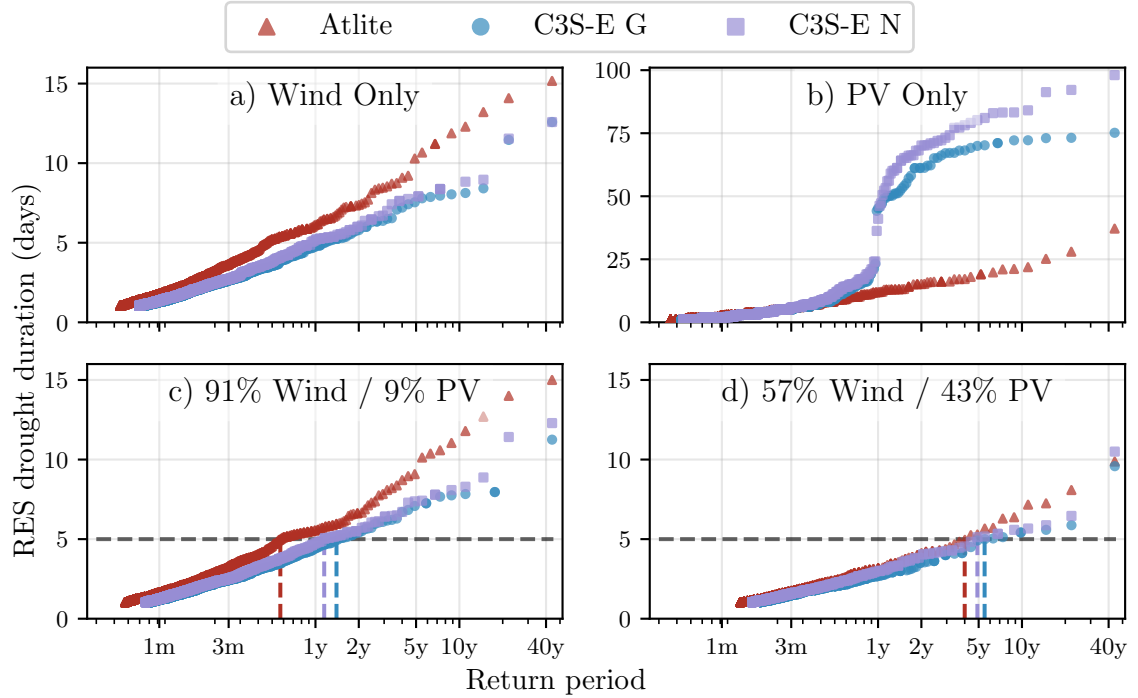 Atlite C3S-E G C3S-E N
RES drought duration (days)
a) Wind Only
15
10
5
0
b) PV Only
100
75
50
25
0
c) 91% Wind / 9% PV
15
10
5
0
1m 3m 1y 2y 5y 10y 40y
d) 57% Wind / 43% PV
15
10
5
0
1m 3m 1y 2y 5y 10y 40y
Return period